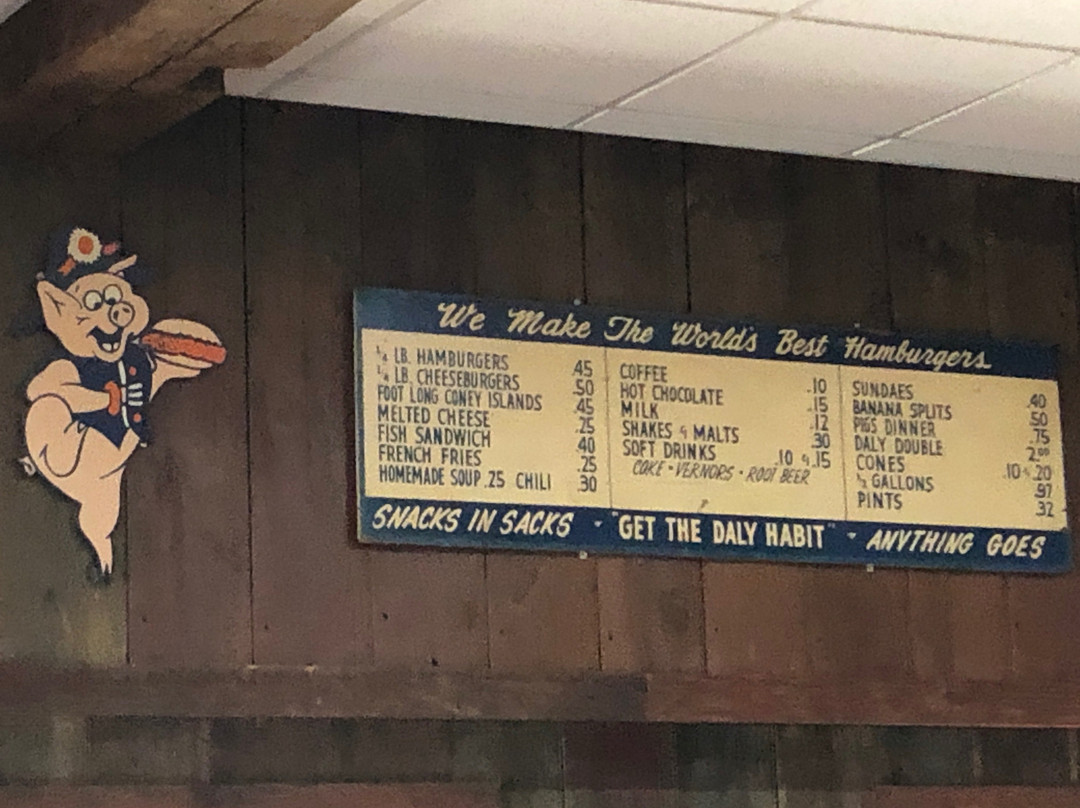 We Make The World's Best Hamburgers
¼ LB. HAMBURGERS .45
¼ LB. CHEESEBURGERS .50
FOOT LONG CONEY ISLANDS .45
MELTED CHEESE .25
FISH SANDWICH .40
FRENCH FRIES .25
HOMEMADE SOUP .25 CHILI .30
COFFEE .10
HOT CHOCOLATE .15
MILK .12
SHAKES & MALTS .30
SOFT DRINKS .10 & .15
COKE • VERNORS • ROOT BEER
SUNDAES .40
BANANA SPLITS .50
PIGS DINNER .75
DALY DOUBLE 2.00
CONES .10 & .20
½ GALLONS .97
PINTS .32
SNACKS IN SACKS - "GET THE DALY HABIT" - ANYTHING GOES